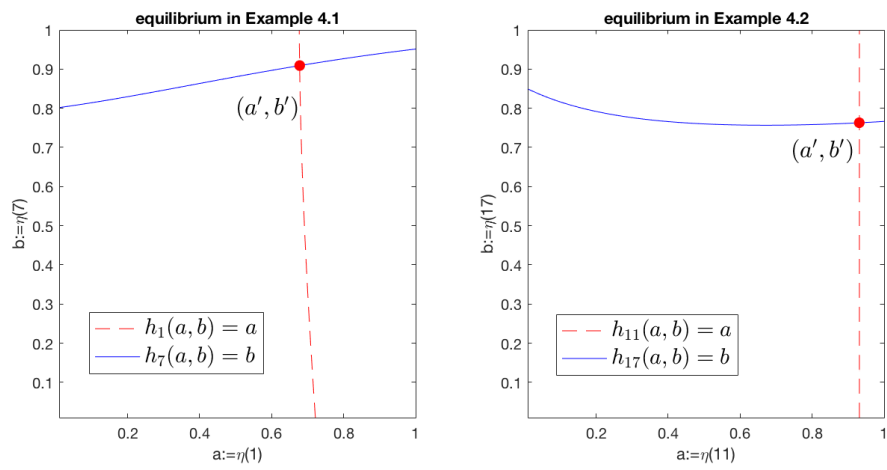 equilibrium in Example 4.1
1
0.9
0.8
0.7
0.6
0.5
0.4
0.3
0.2
0.1
b:=η(7)
(a′, b′)
h₁(a, b) = a
h₇(a, b) = b
0.2 0.4 0.6 0.8 1
a:=η(1)
equilibrium in Example 4.2
1
0.9
0.8
0.7
0.6
0.5
0.4
0.3
0.2
0.1
b:=η(17)
(a′, b′)
h₁₁(a, b) = a
h₁₇(a, b) = b
0.2 0.4 0.6 0.8 1
a:=η(11)